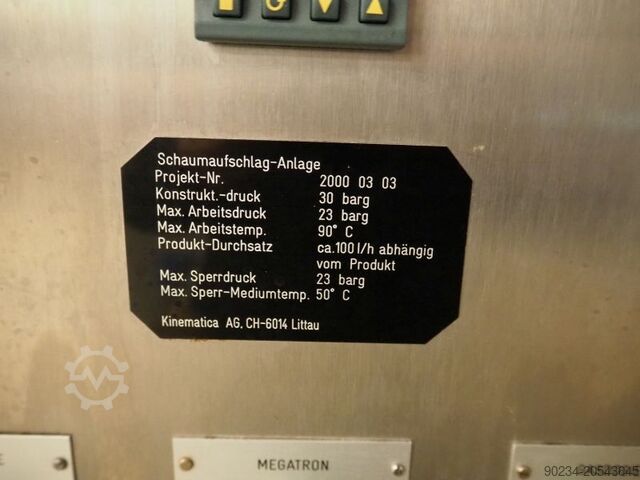 Schaumaufschlag-Anlage
Projekt-Nr. 2000 03 03
Konstrukt.-druck 30 barg
Max. Arbeitsdruck 23 barg
Max. Arbeitstemp. 90° C
Produkt-Durchsatz ca.100 l/h abhängig
vom Produkt
Max. Sperrdruck 23 barg
Max. Sperr-Mediumtemp. 50° C
Kinematica AG, CH-6014 Littau
E MEGATRON
90234-20543645